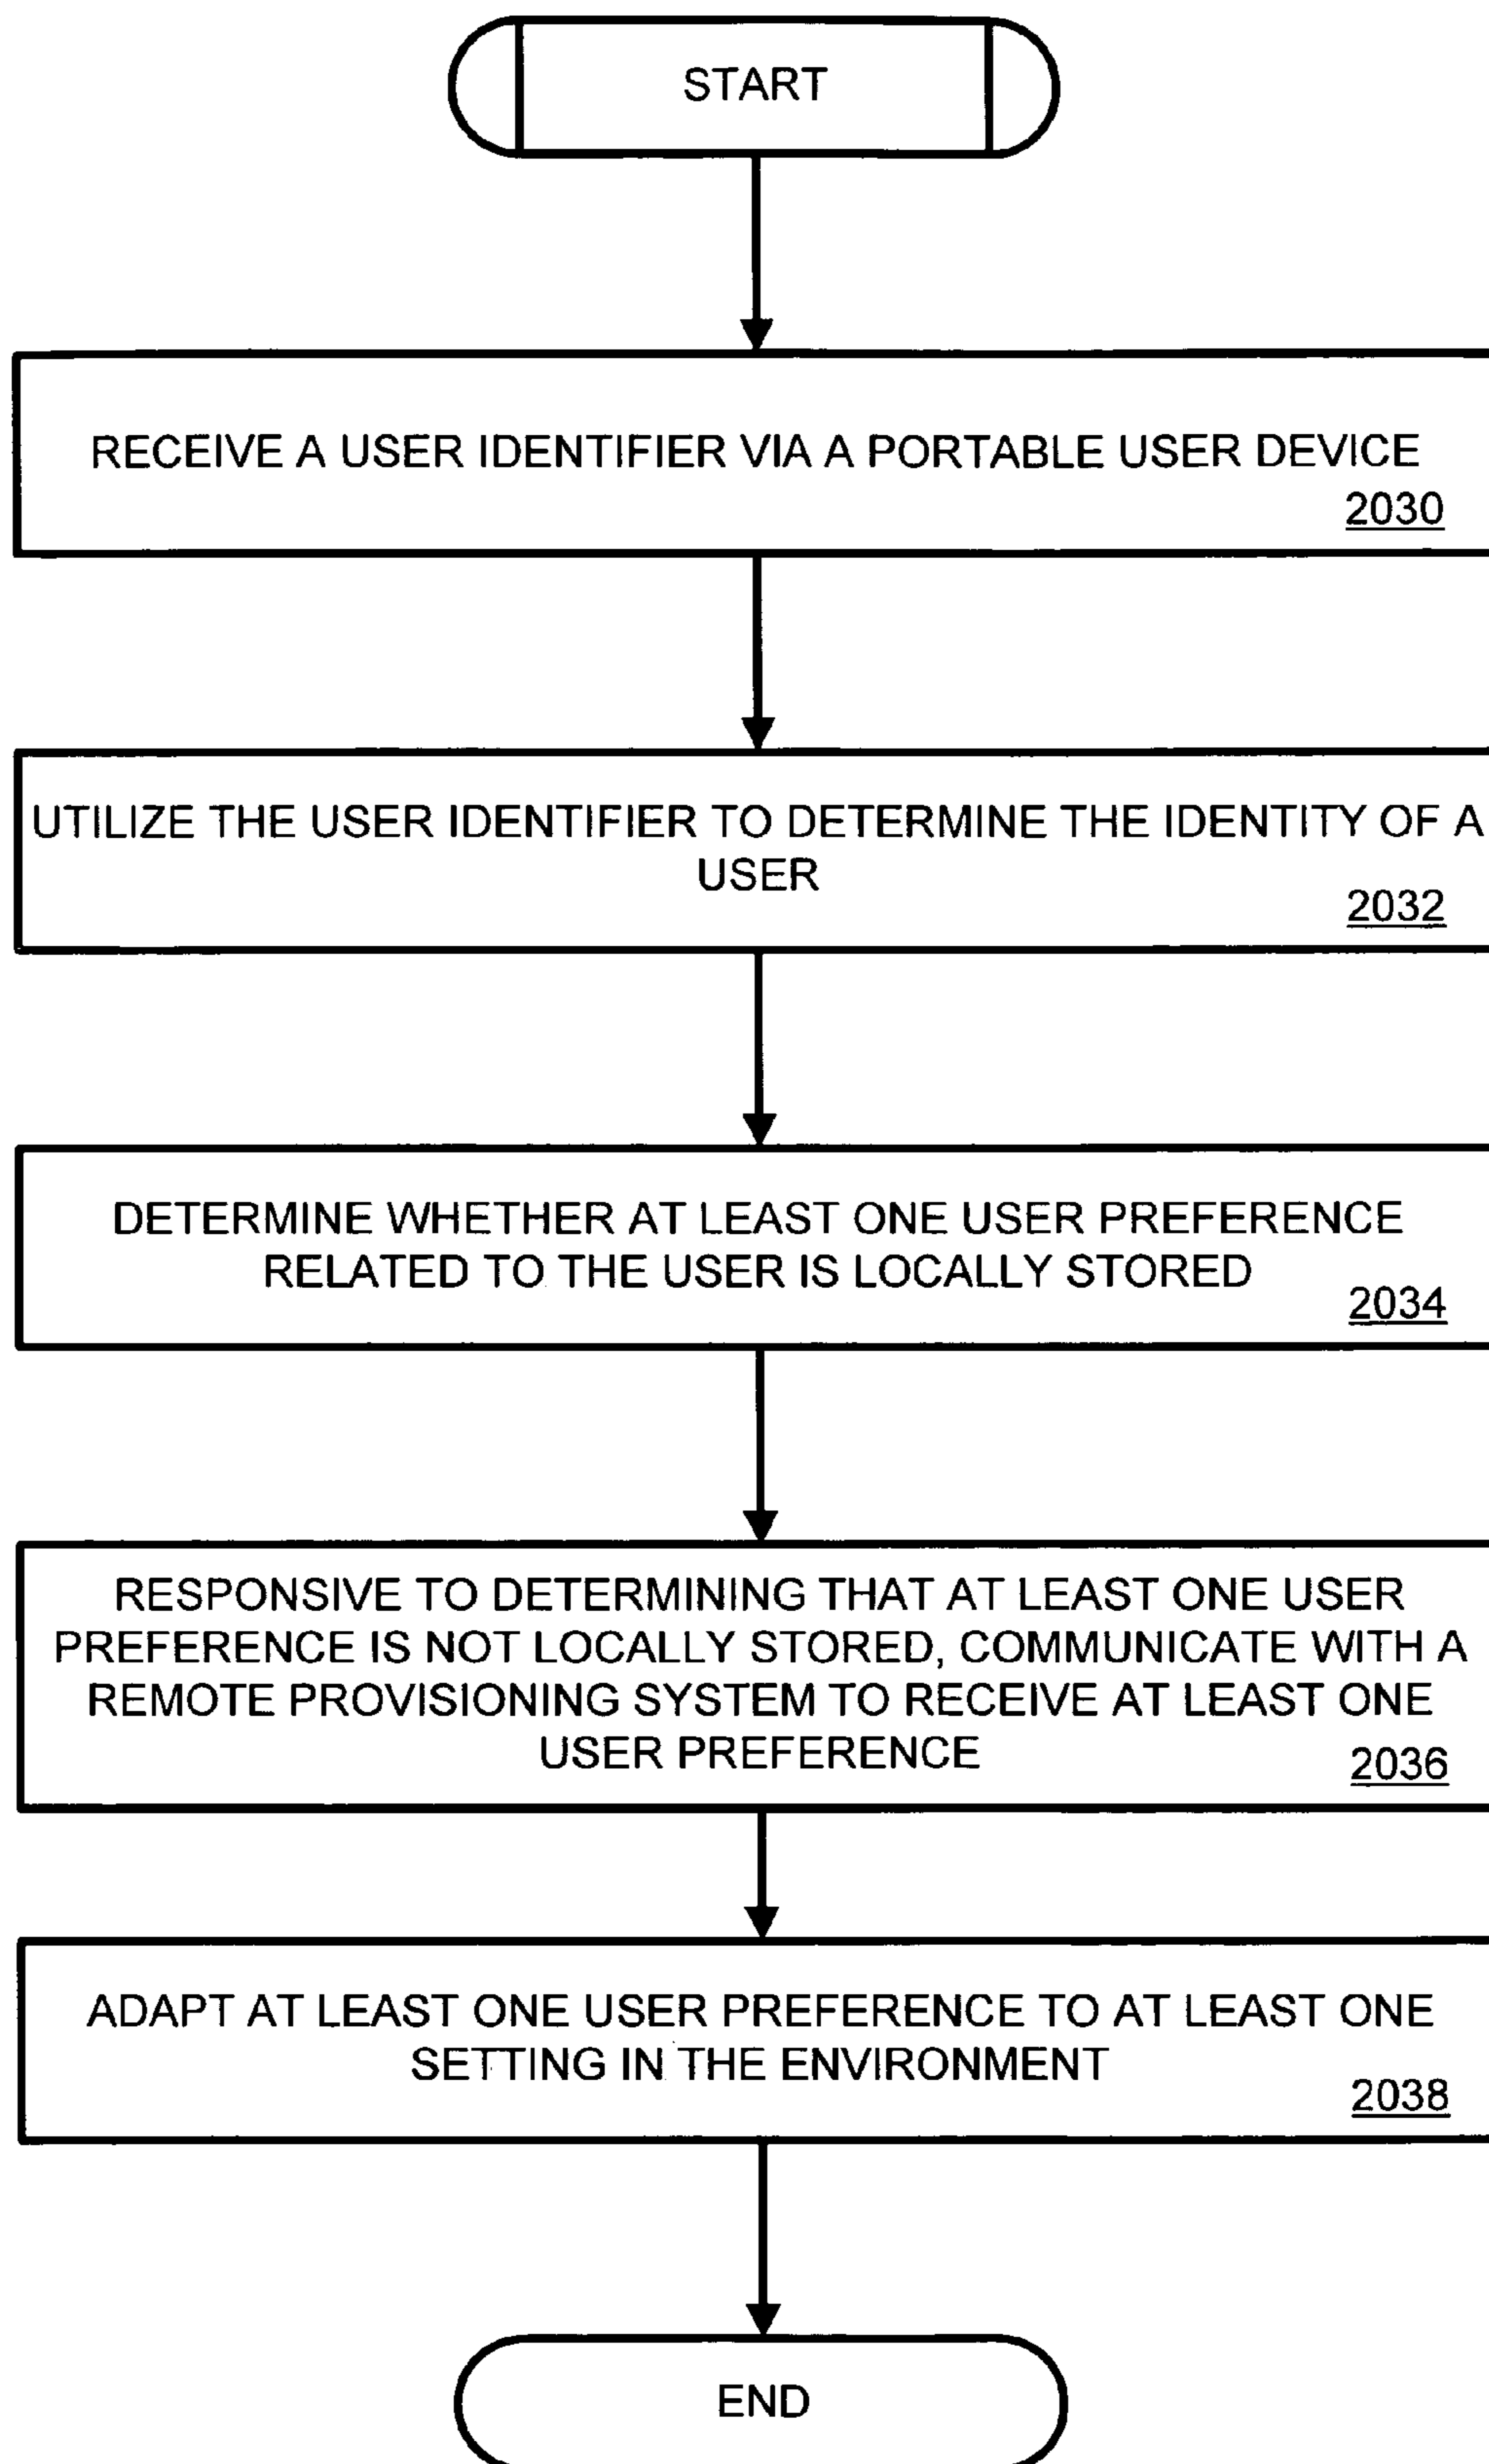 START
RECEIVE A USER IDENTIFIER VIA A PORTABLE USER DEVICE
2030
UTILIZE THE USER IDENTIFIER TO DETERMINE THE IDENTITY OF A
USER
2032
DETERMINE WHETHER AT LEAST ONE USER PREFERENCE
RELATED TO THE USER IS LOCALLY STORED
2034
RESPONSIVE TO DETERMINING THAT AT LEAST ONE USER
PREFERENCE IS NOT LOCALLY STORED, COMMUNICATE WITH A
REMOTE PROVISIONING SYSTEM TO RECEIVE AT LEAST ONE
USER PREFERENCE
2036
ADAPT AT LEAST ONE USER PREFERENCE TO AT LEAST ONE
SETTING IN THE ENVIRONMENT
2038
END